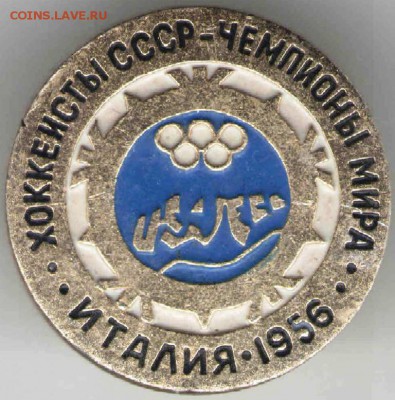 COINS.LAVE.RU
ХОККЕИСТЫ СССР-ЧЕМПИОНЫ МИРА
ИТАЛИЯ·1956